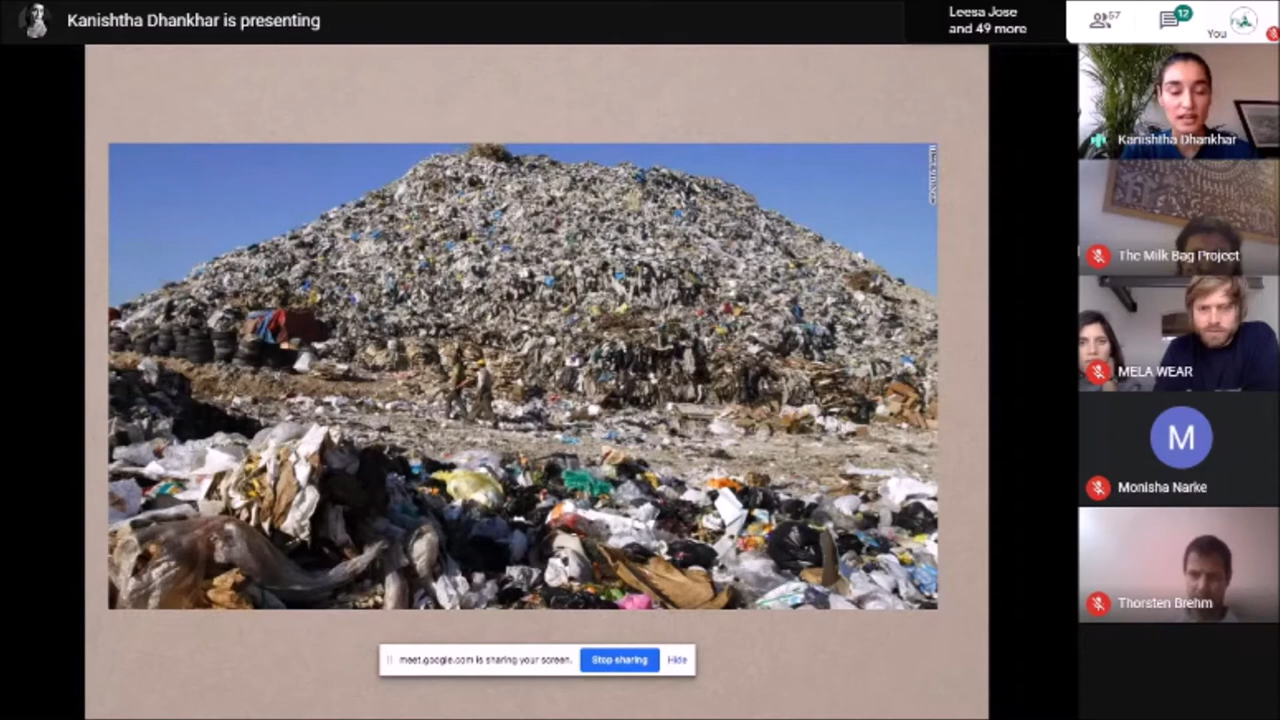 Kanishtha Dhankhar is presenting
Leesa Jose
and 49 more
57
12
You
Kanishtha Dhankhar
The Milk Bag Project
MELA WEAR
M
Monisha Narke
Thorsten Brehm
meet.google.com is sharing your screen.
Stop sharing
Hide